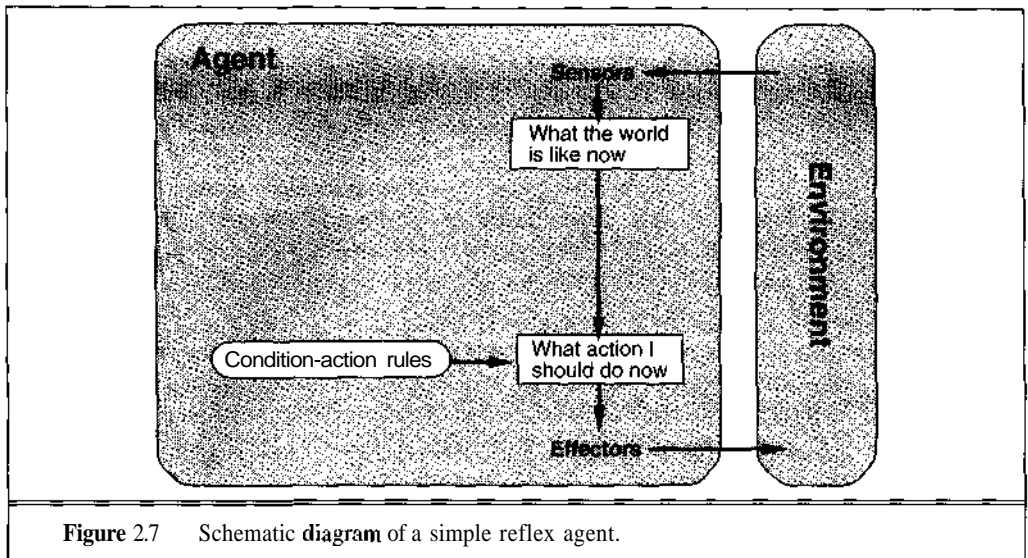 Agent
Sensors
What the world
is like now
Environment
Condition-action rules
What action I
should do now
Effectors
Figure 2.7 Schematic diagram of a simple reflex agent.